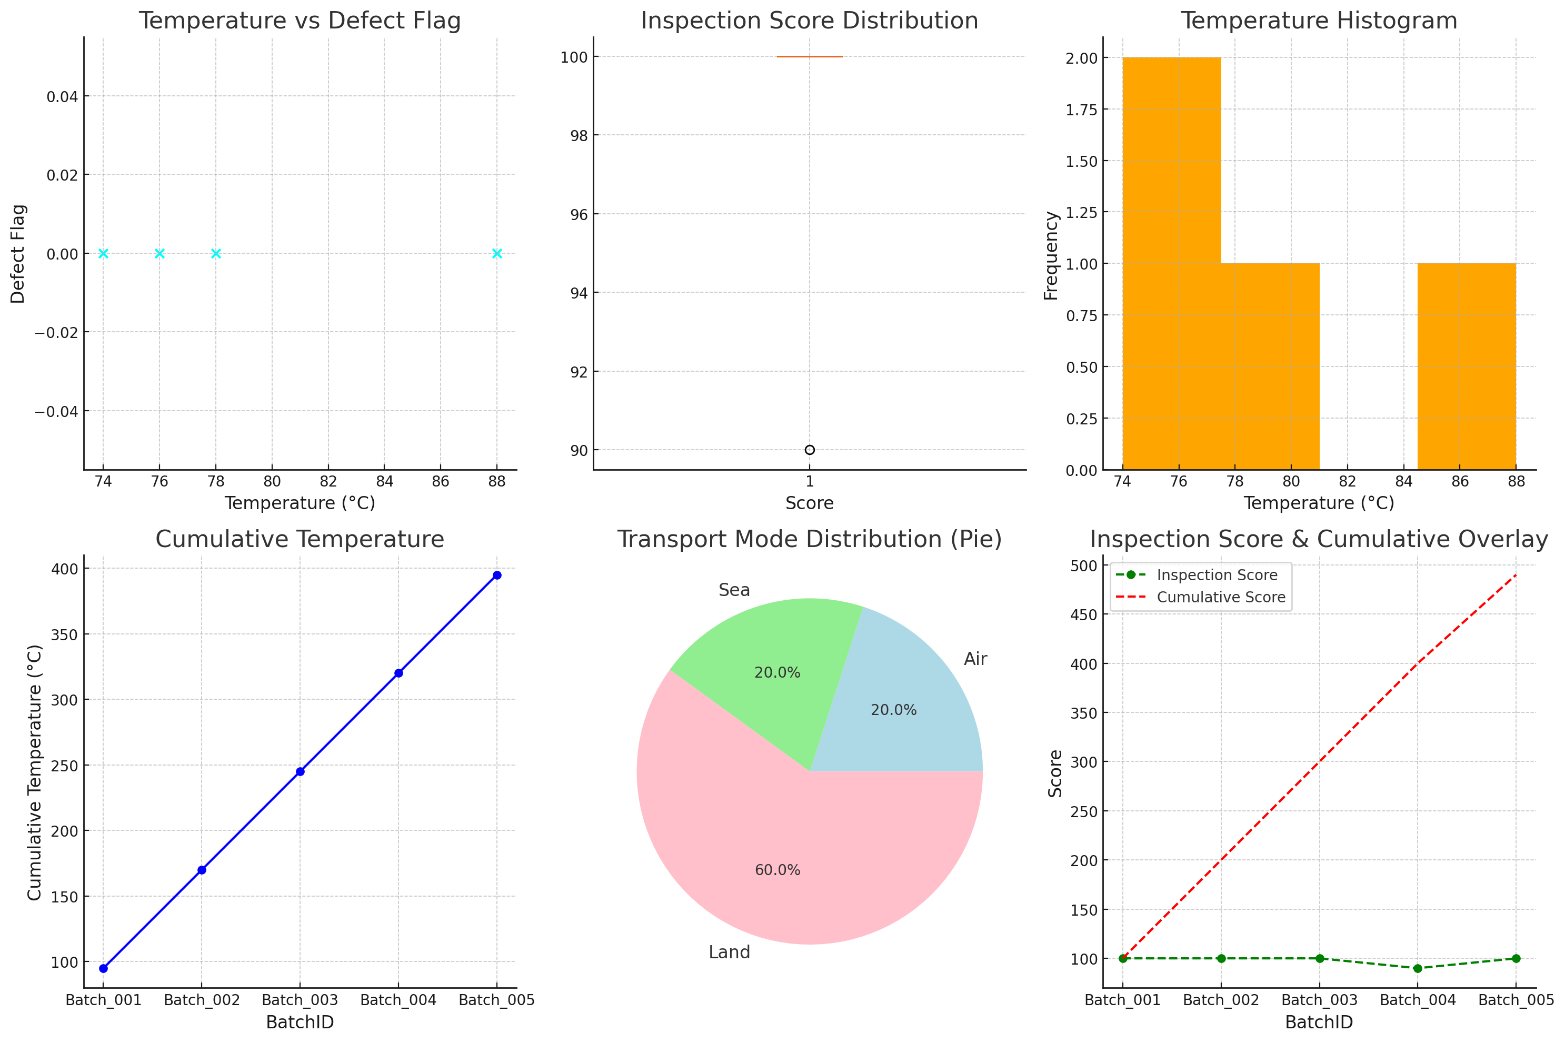 Temperature vs Defect Flag
0.04
0.02
0.00
−0.02
−0.04
Defect Flag
74 76 78 80 82 84 86 88
Temperature (°C)
Inspection Score Distribution
100
98
96
94
92
90
1
Score
Temperature Histogram
2.00
1.75
1.50
1.25
1.00
0.75
0.50
0.25
0.00
Frequency
74 76 78 80 82 84 86 88
Temperature (°C)
Cumulative Temperature
400
350
300
250
200
150
100
Cumulative Temperature (°C)
Batch_001 Batch_002 Batch_003 Batch_004 Batch_005
BatchID
Transport Mode Distribution (Pie)
Sea
Air
20.0%
20.0%
60.0%
Land
Inspection Score & Cumulative Overlay
Inspection Score
Cumulative Score
500
450
400
350
300
250
200
150
100
Score
Batch_001 Batch_002 Batch_003 Batch_004 Batch_005
BatchID